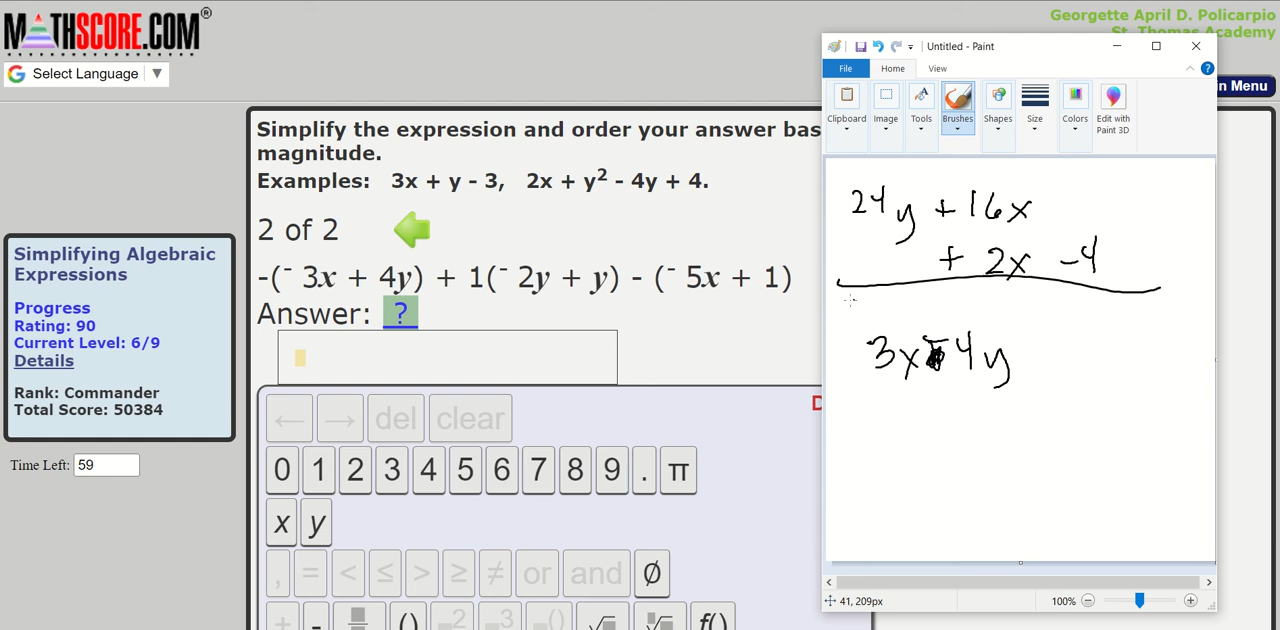 MATHSCORE.COM®
Georgette April D. Policarpio
St. Thomas Academy
Select Language ▼
n Menu
Simplify the expression and order your answer bas
magnitude.
Examples: 3x + y - 3, 2x + y² - 4y + 4.
2 of 2
-(⁻ 3x + 4y) + 1(⁻ 2y + y) - (⁻ 5x + 1)
Answer: ?
Simplifying Algebraic
Expressions
Progress
Rating: 90
Current Level: 6/9
Details
Rank: Commander
Total Score: 50384
Time Left: 59
D
← → del clear
0 1 2 3 4 5 6 7 8 9 . π
x y
, = < ≤ > ≥ ≠ or and Ø
+ - () f()
Untitled - Paint
File Home View
Clipboard Image Tools Brushes Shapes Size Colors Edit with
Paint 3D
24y + 16x
+ 2x - 4
3x - 4y
41, 209px 100%